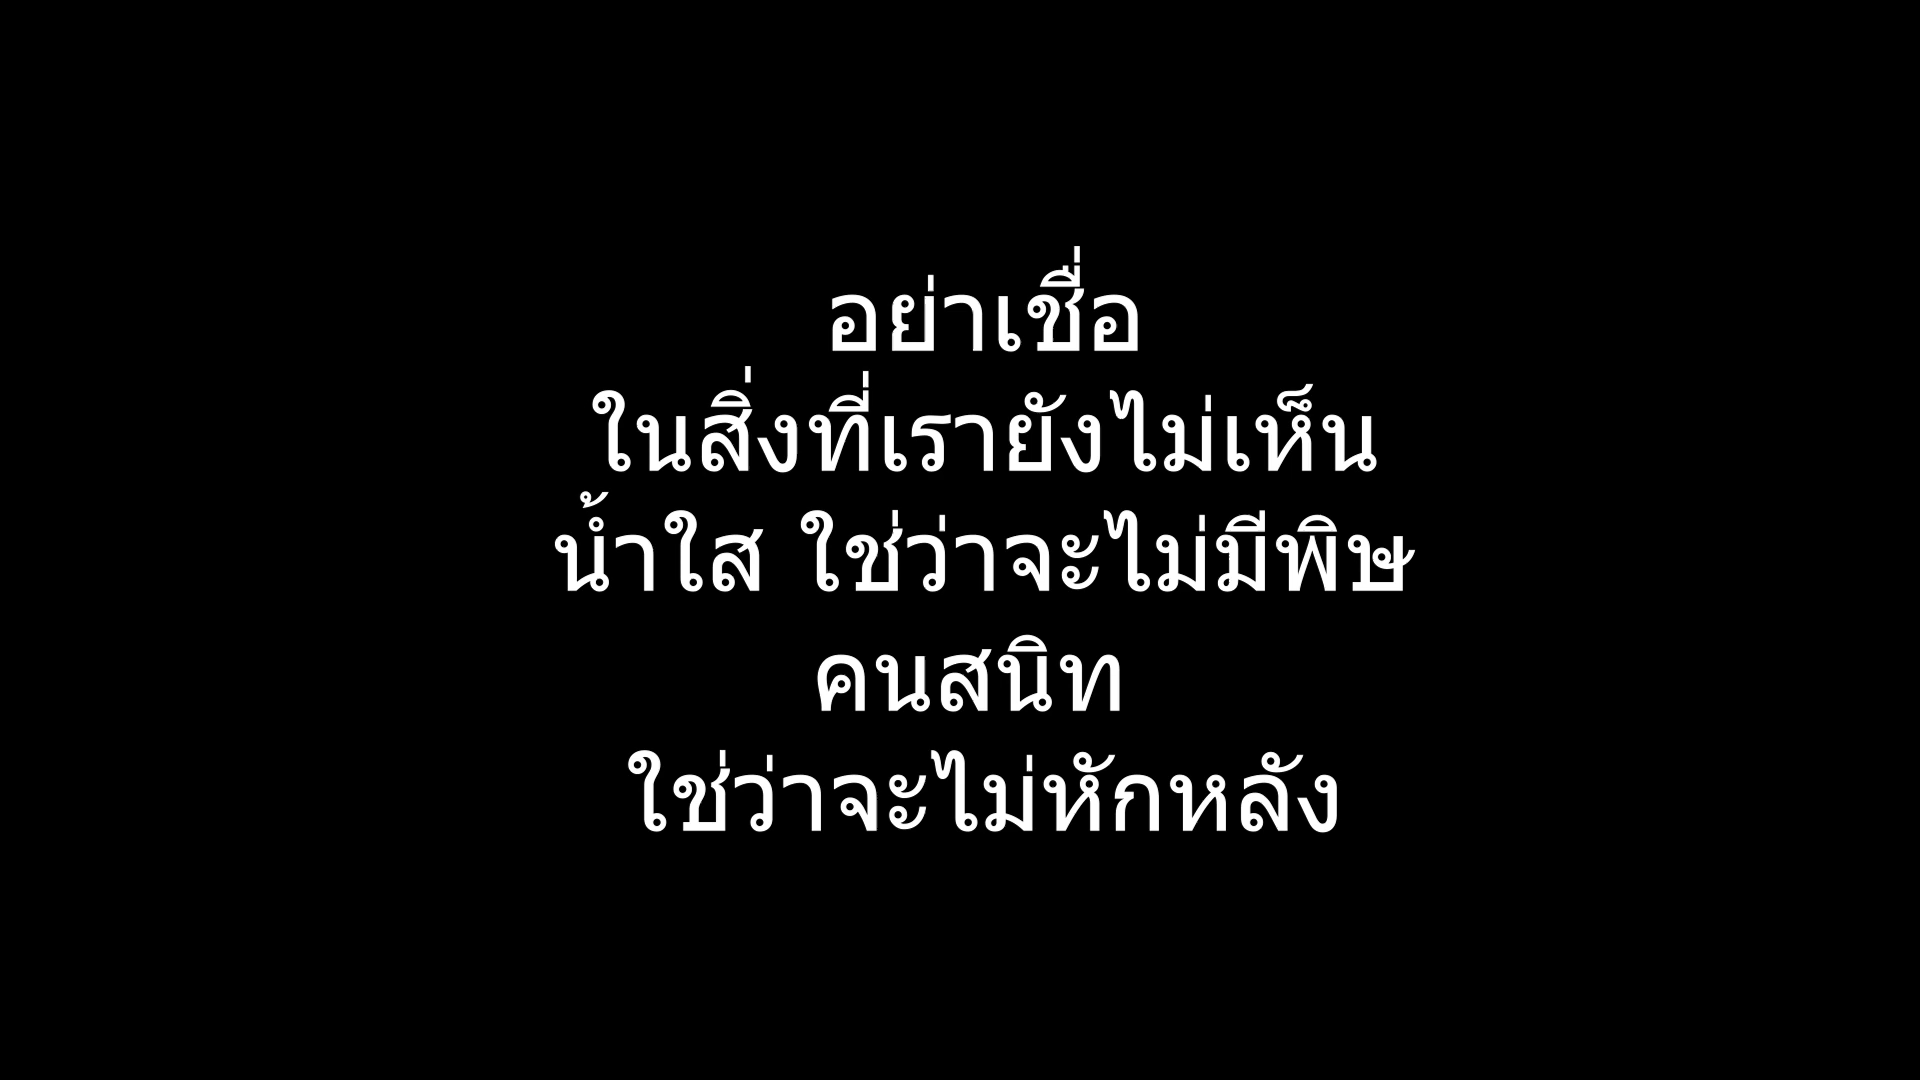 อย่าเชื่อ
ในสิ่งที่เรายังไม่เห็น
น้ำใส ใช่ว่าจะไม่มีพิษ
คนสนิท
ใช่ว่าจะไม่หักหลัง